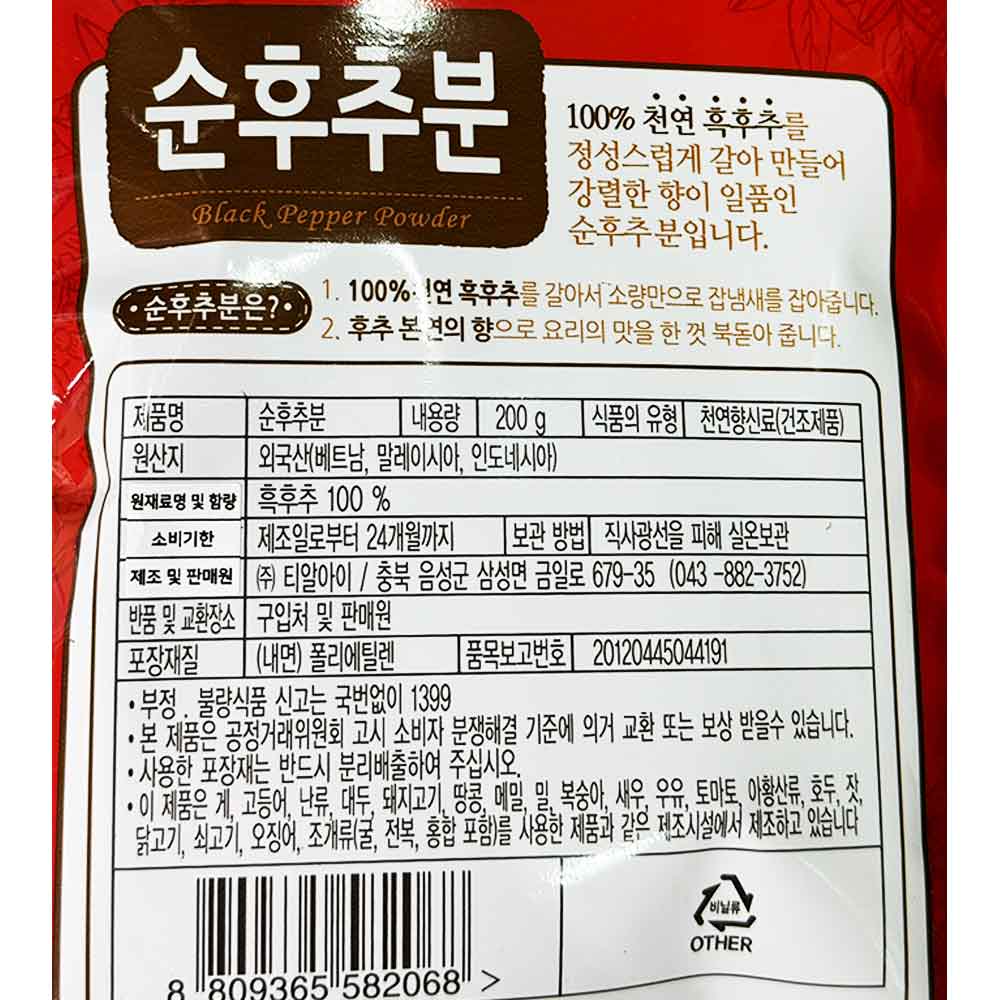 순후추분
Black Pepper Powder
100% 천연 흑후추를
정성스럽게 갈아 만들어
강렬한 향이 일품인
순후추분입니다.
순후추분은?
1. 100% 천연 흑후추를 갈아서 소량만으로 잡냄새를 잡아줍니다.
2. 후추 본연의 향으로 요리의 맛을 한 껏 북돋아 줍니다.
제품명 순후추분 내용량 200 g 식품의 유형 천연향신료(건조제품)
원산지 외국산(베트남, 말레이시아, 인도네시아)
원재료명 및 함량 흑후추 100 %
소비기한 제조일로부터 24개월까지 보관 방법 직사광선을 피해 실온보관
제조 및 판매원 ㈜ 티알아이 / 충북 음성군 삼성면 금일로 679-35 (043 -882-3752)
반품 및 교환장소 구입처 및 판매원
포장재질 (내면) 폴리에틸렌 품목보고번호 20120445044191
• 부정 . 불량식품 신고는 국번없이 1399
• 본 제품은 공정거래위원회 고시 소비자 분쟁해결 기준에 의거 교환 또는 보상 받을수 있습니다.
• 사용한 포장재는 반드시 분리배출하여 주십시오.
• 이 제품은 게, 고등어, 난류, 대두, 돼지고기, 땅콩, 메밀, 밀, 복숭아, 새우, 우유, 토마토, 아황산류, 호두, 잣,
닭고기, 쇠고기, 오징어, 조개류(굴, 전복, 홍합 포함)를 사용한 제품과 같은 제조시설에서 제조하고 있습니다
비닐류
OTHER
8 809365 582068 >